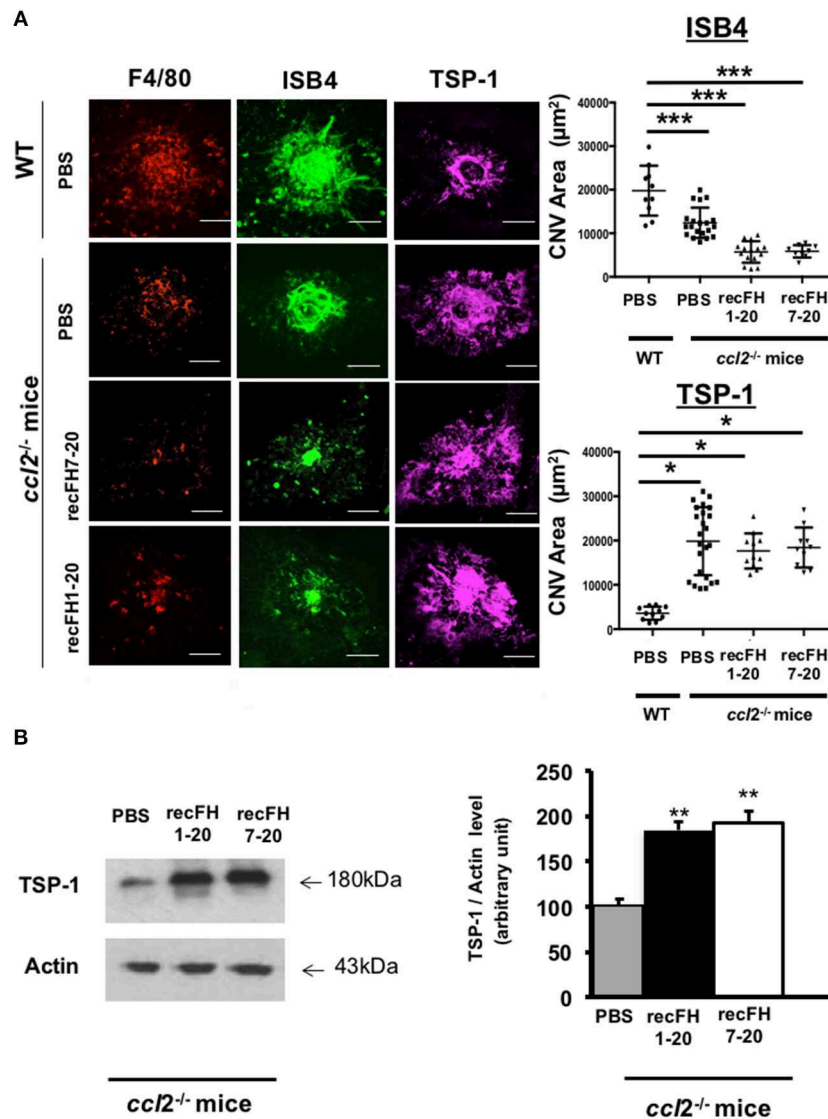 A
F4/80
ISB4
TSP-1
WT
PBS
ccl2-/- mice
PBS
recFH7-20
recFH1-20
ISB4
***
***
***
CNV Area (µm²)
40000
30000
20000
10000
0
PBS
PBS
recFH
1-20
recFH
7-20
WT
ccl2-/- mice
TSP-1
*
*
*
CNV Area (µm²)
40000
30000
20000
10000
0
PBS
PBS
recFH
1-20
recFH
7-20
WT
ccl2-/- mice
B
PBS
recFH
1-20
recFH
7-20
TSP-1
← 180kDa
Actin
← 43kDa
ccl2-/- mice
TSP-1 / Actin level
(arbitrary unit)
250
200
150
100
50
0
**
**
PBS
recFH
1-20
recFH
7-20
ccl2-/- mice